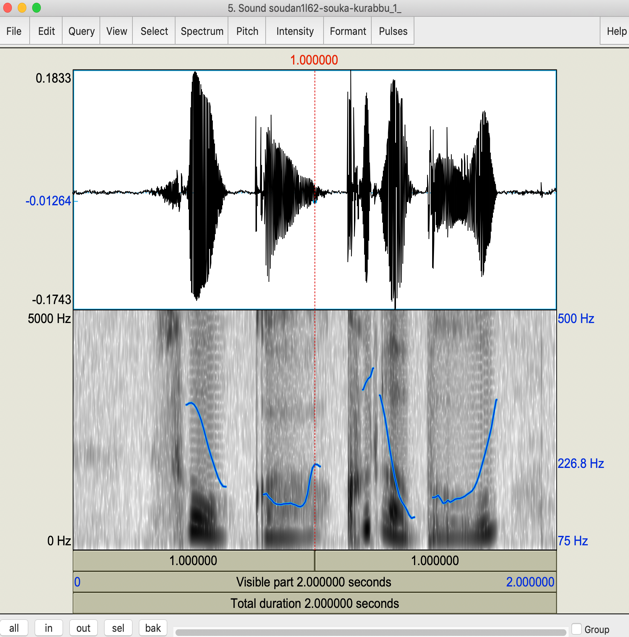 5. Sound soudan1l62-souka-kurabbu_1_
File Edit Query View Select Spectrum Pitch Intensity Formant Pulses Help
1.000000
0.1833
-0.01264
-0.1743
5000 Hz 500 Hz
226.8 Hz
0 Hz 75 Hz
1.000000 1.000000
0 Visible part 2.000000 seconds 2.000000
Total duration 2.000000 seconds
all in out sel bak Group